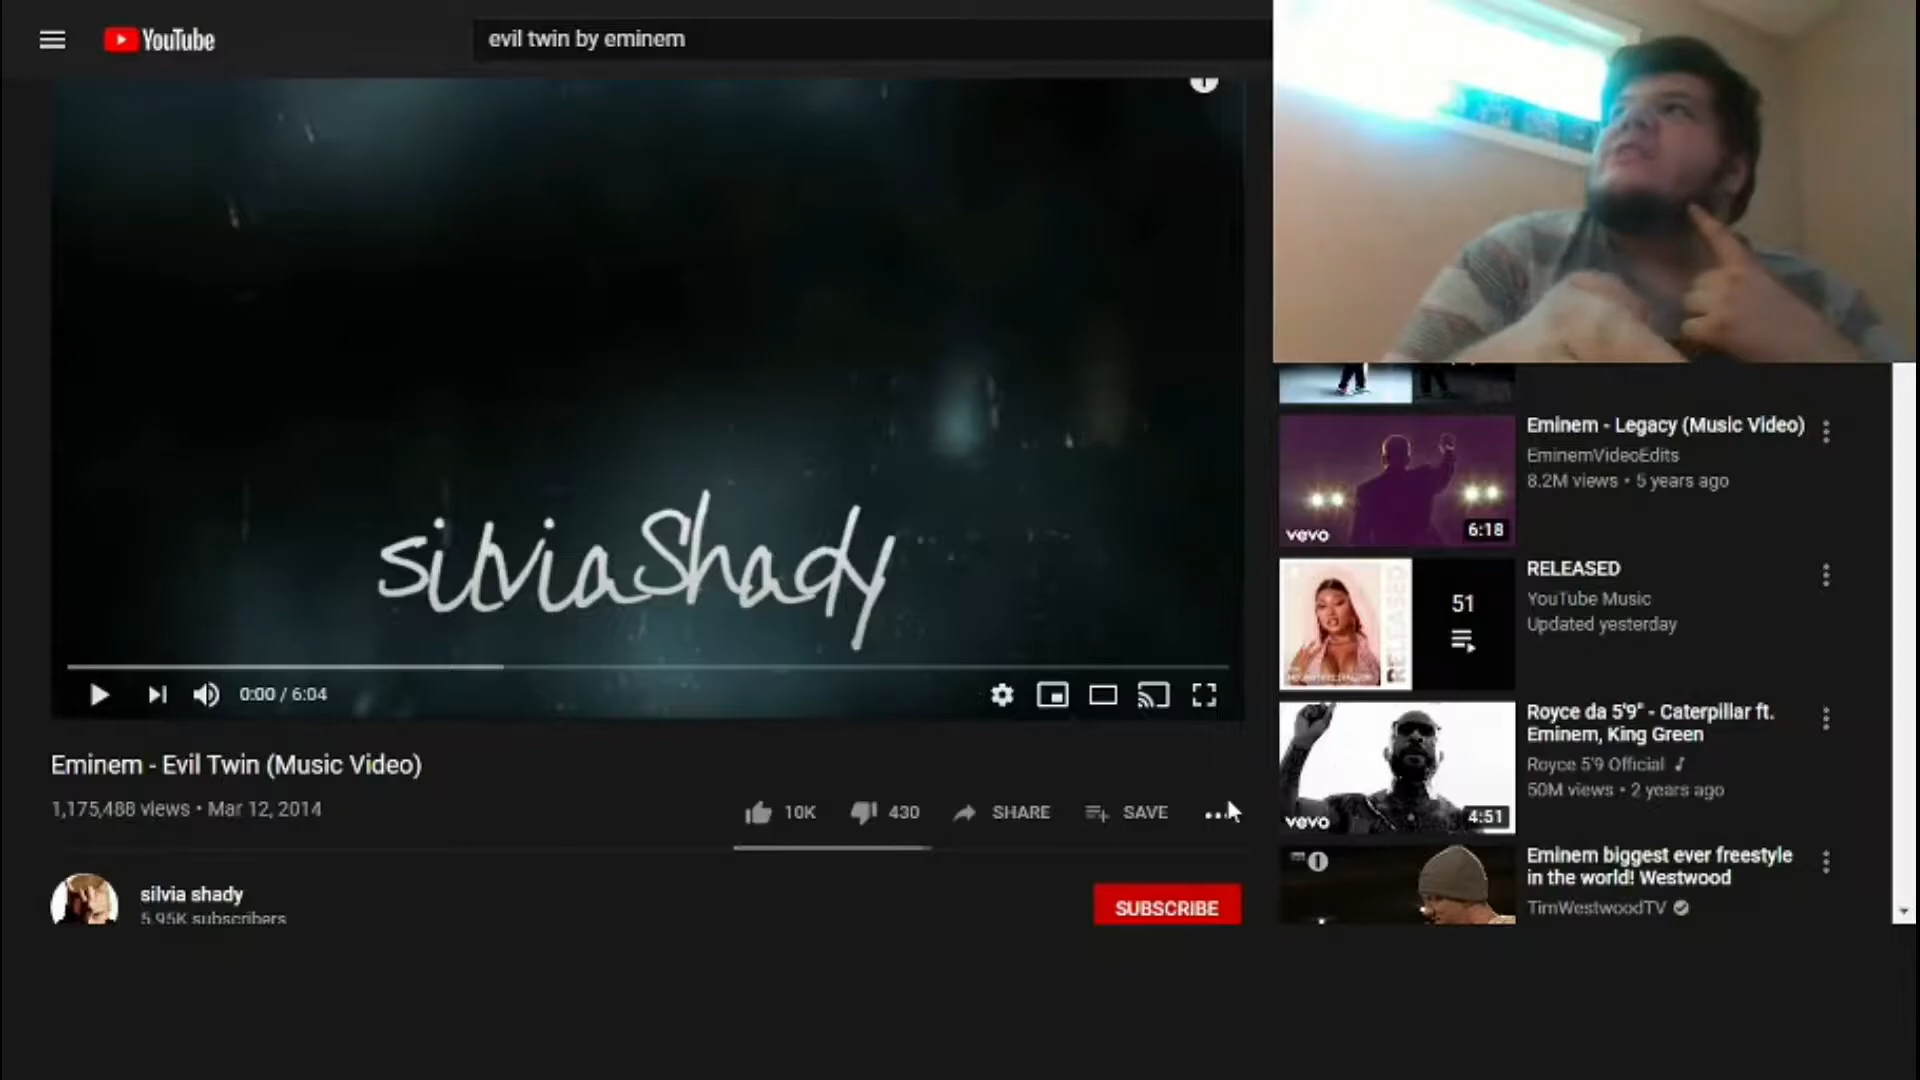 YouTube
evil twin by eminem
silviaShady
0:00 / 6:04
Eminem - Evil Twin (Music Video)
1,175,488 views • Mar 12, 2014
10K
430
SHARE
SAVE
silvia shady
5.95K subscribers
SUBSCRIBE
Eminem - Legacy (Music Video)
EminemVideoEdits
8.2M views • 5 years ago
vevo
6:18
RELEASED
YouTube Music
Updated yesterday
51
RELEASED
Royce da 5'9" - Caterpillar ft.
Eminem, King Green
Royce 5'9 Official
50M views • 2 years ago
vevo
4:51
Eminem biggest ever freestyle
in the world! Westwood
TimWestwoodTV